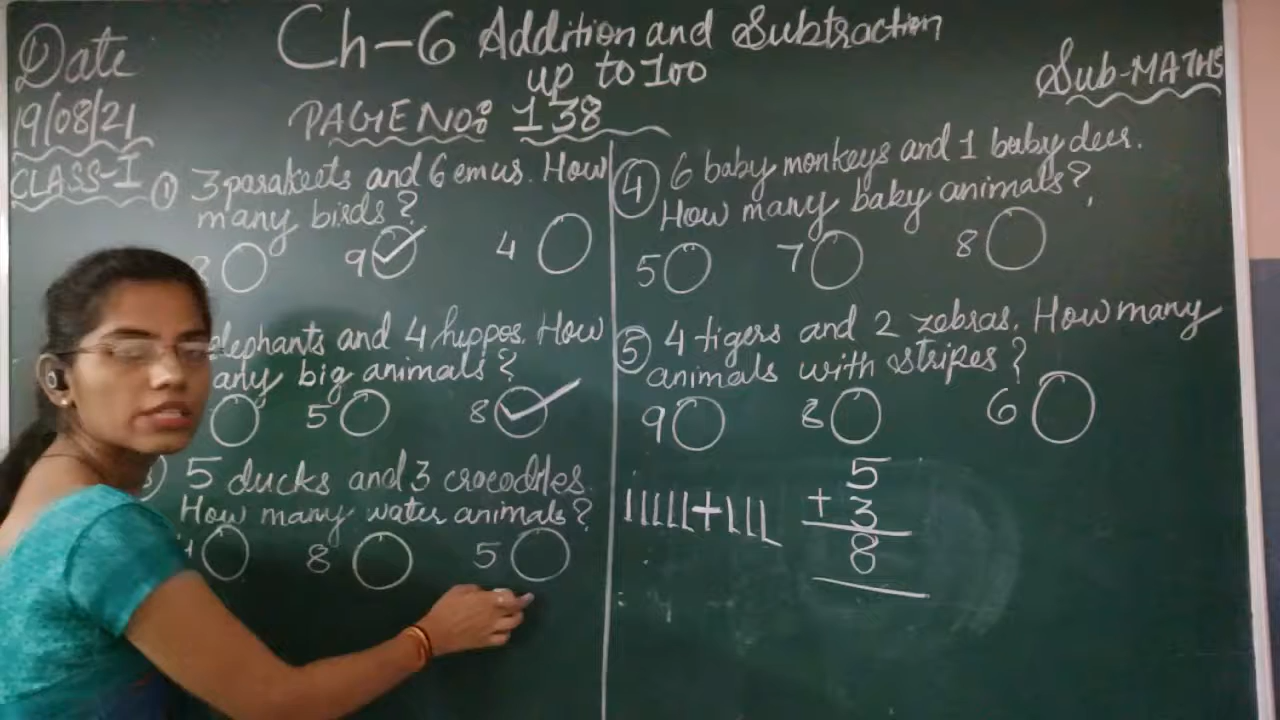 Date
19/08/21
CLASS-I
Ch-6 Addition and Subtraction
up to 100
PAGE NO: 138
Sub-MATHS
① 3 parakeets and 6 emus. How
many birds?
9 4
elephants and 4 hippos. How
any big animals?
5 8
5 ducks and 3 crocodiles.
How many water animals?
8 5
④ 6 baby monkeys and 1 baby deer.
How many baby animals?
5 7 8
⑤ 4 tigers and 2 zebras. How many
animals with stripes?
9 8 6
IIIII+III
5
+ 3
8